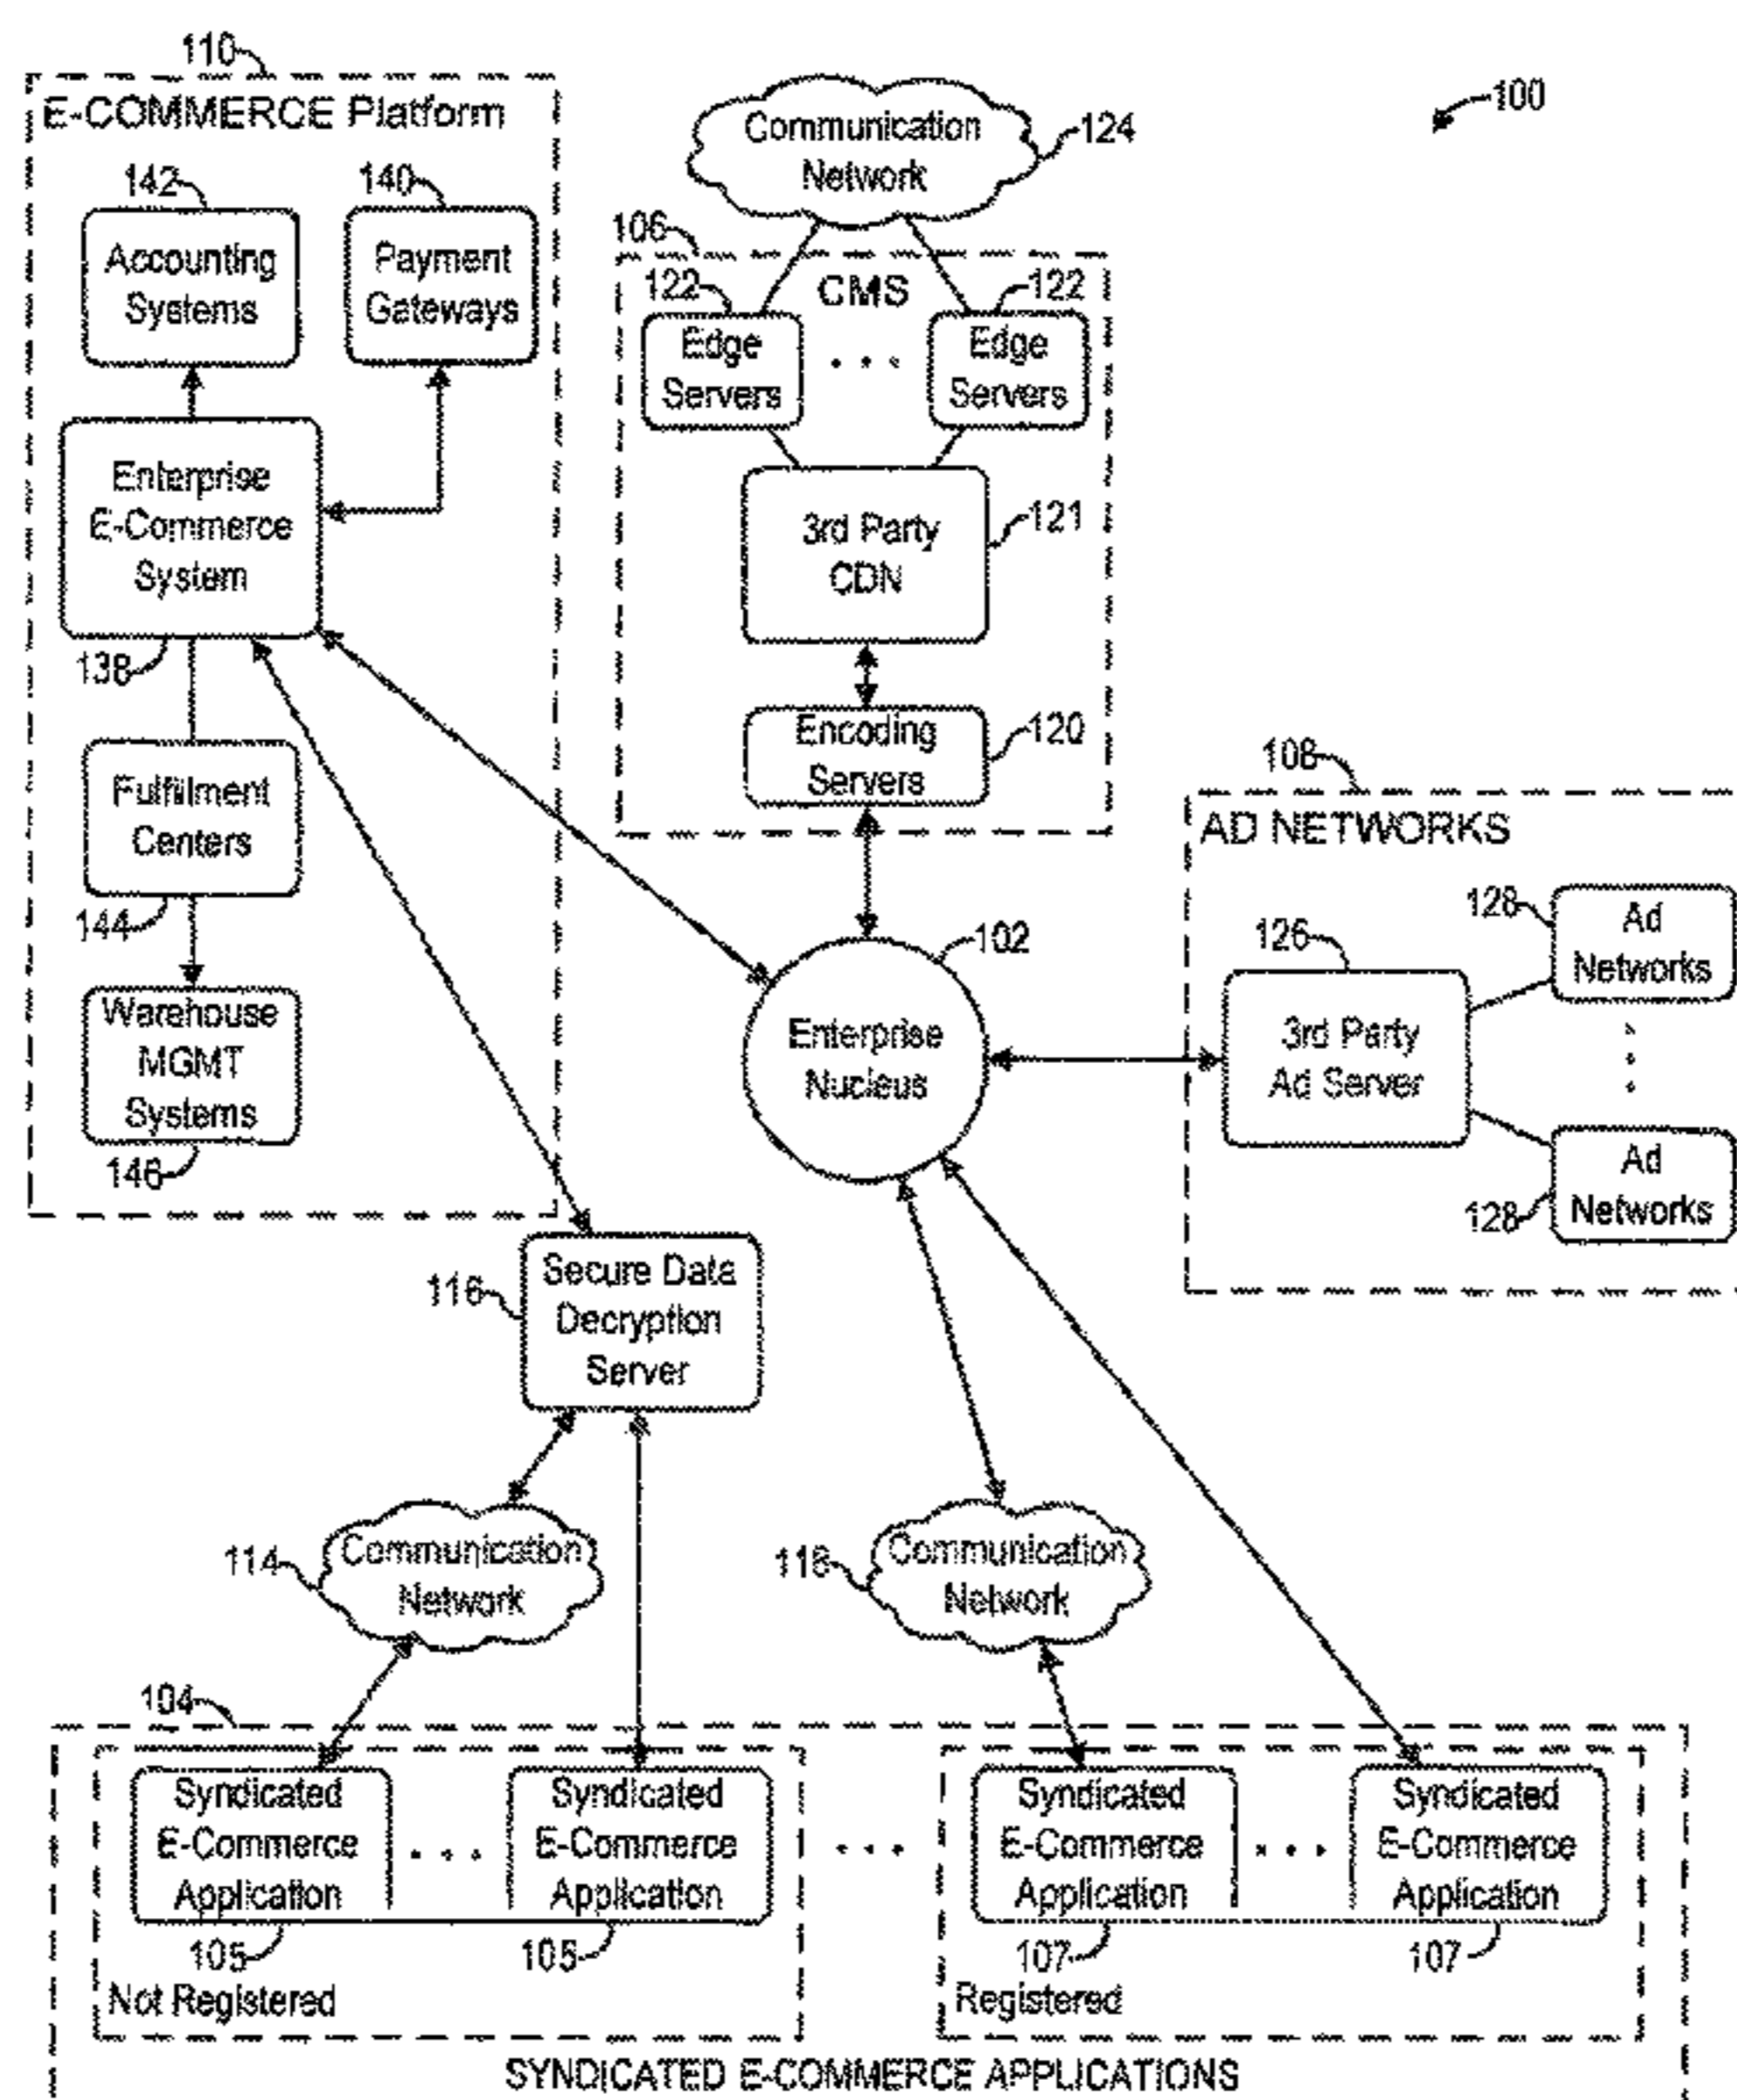 110
E-COMMERCE Platform
142
Accounting
Systems
140
Payment
Gateways
Enterprise
E-Commerce
System
138
Fulfillment
Centers
144
Warehouse
MGMT
Systems
146
Communication
Network
124
100
106
CMS
122
Edge
Servers
122
Edge
Servers
3rd Party
CDN
121
Encoding
Servers
120
108
AD NETWORKS
126
3rd Party
Ad Server
128
Ad
Networks
128
Ad
Networks
102
Enterprise
Nucleus
116
Secure Data
Decryption
Server
114
Communication
Network
118
Communication
Network
104
Syndicated
E-Commerce
Application
105
Syndicated
E-Commerce
Application
105
Not Registered
Syndicated
E-Commerce
Application
107
Syndicated
E-Commerce
Application
107
Registered
SYNDICATED E-COMMERCE APPLICATIONS